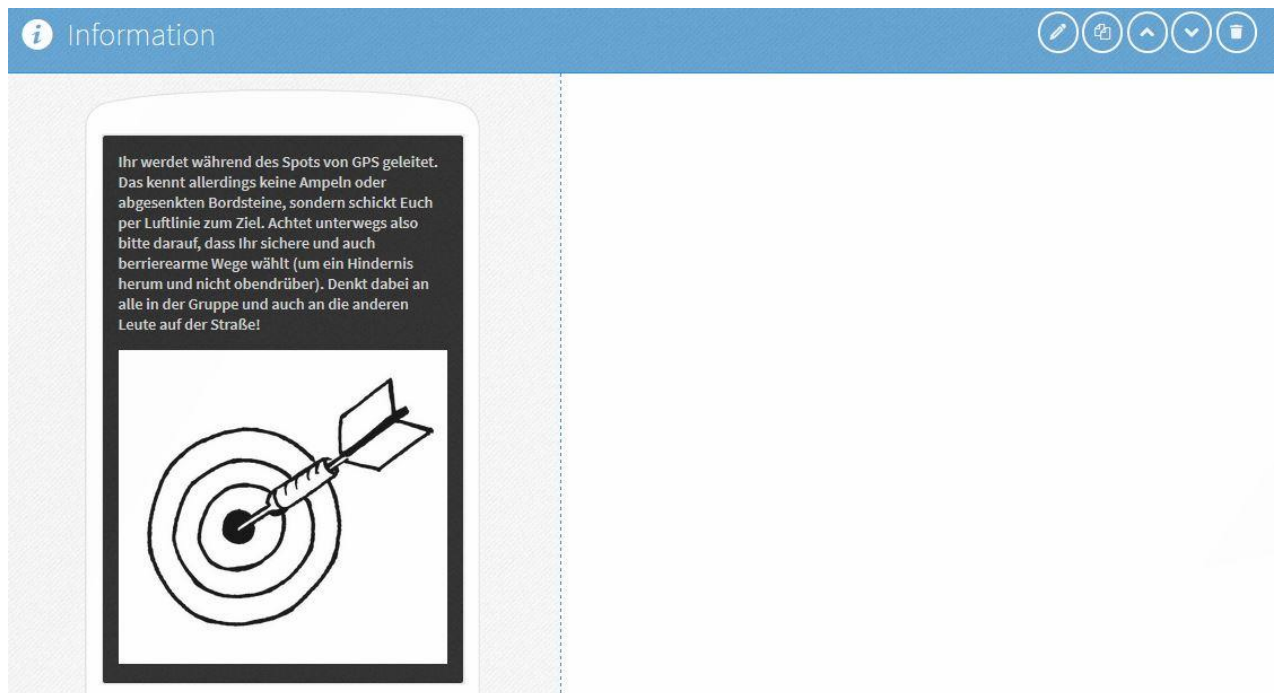 Information
Ihr werdet während des Spots von GPS geleitet.
Das kennt allerdings keine Ampeln oder
abgesenkten Bordsteine, sondern schickt Euch
per Luftlinie zum Ziel. Achtet unterwegs also
bitte darauf, dass Ihr sichere und auch
berrierearme Wege wählt (um ein Hindernis
herum und nicht obendrüber). Denkt dabei an
alle in der Gruppe und auch an die anderen
Leute auf der Straße!